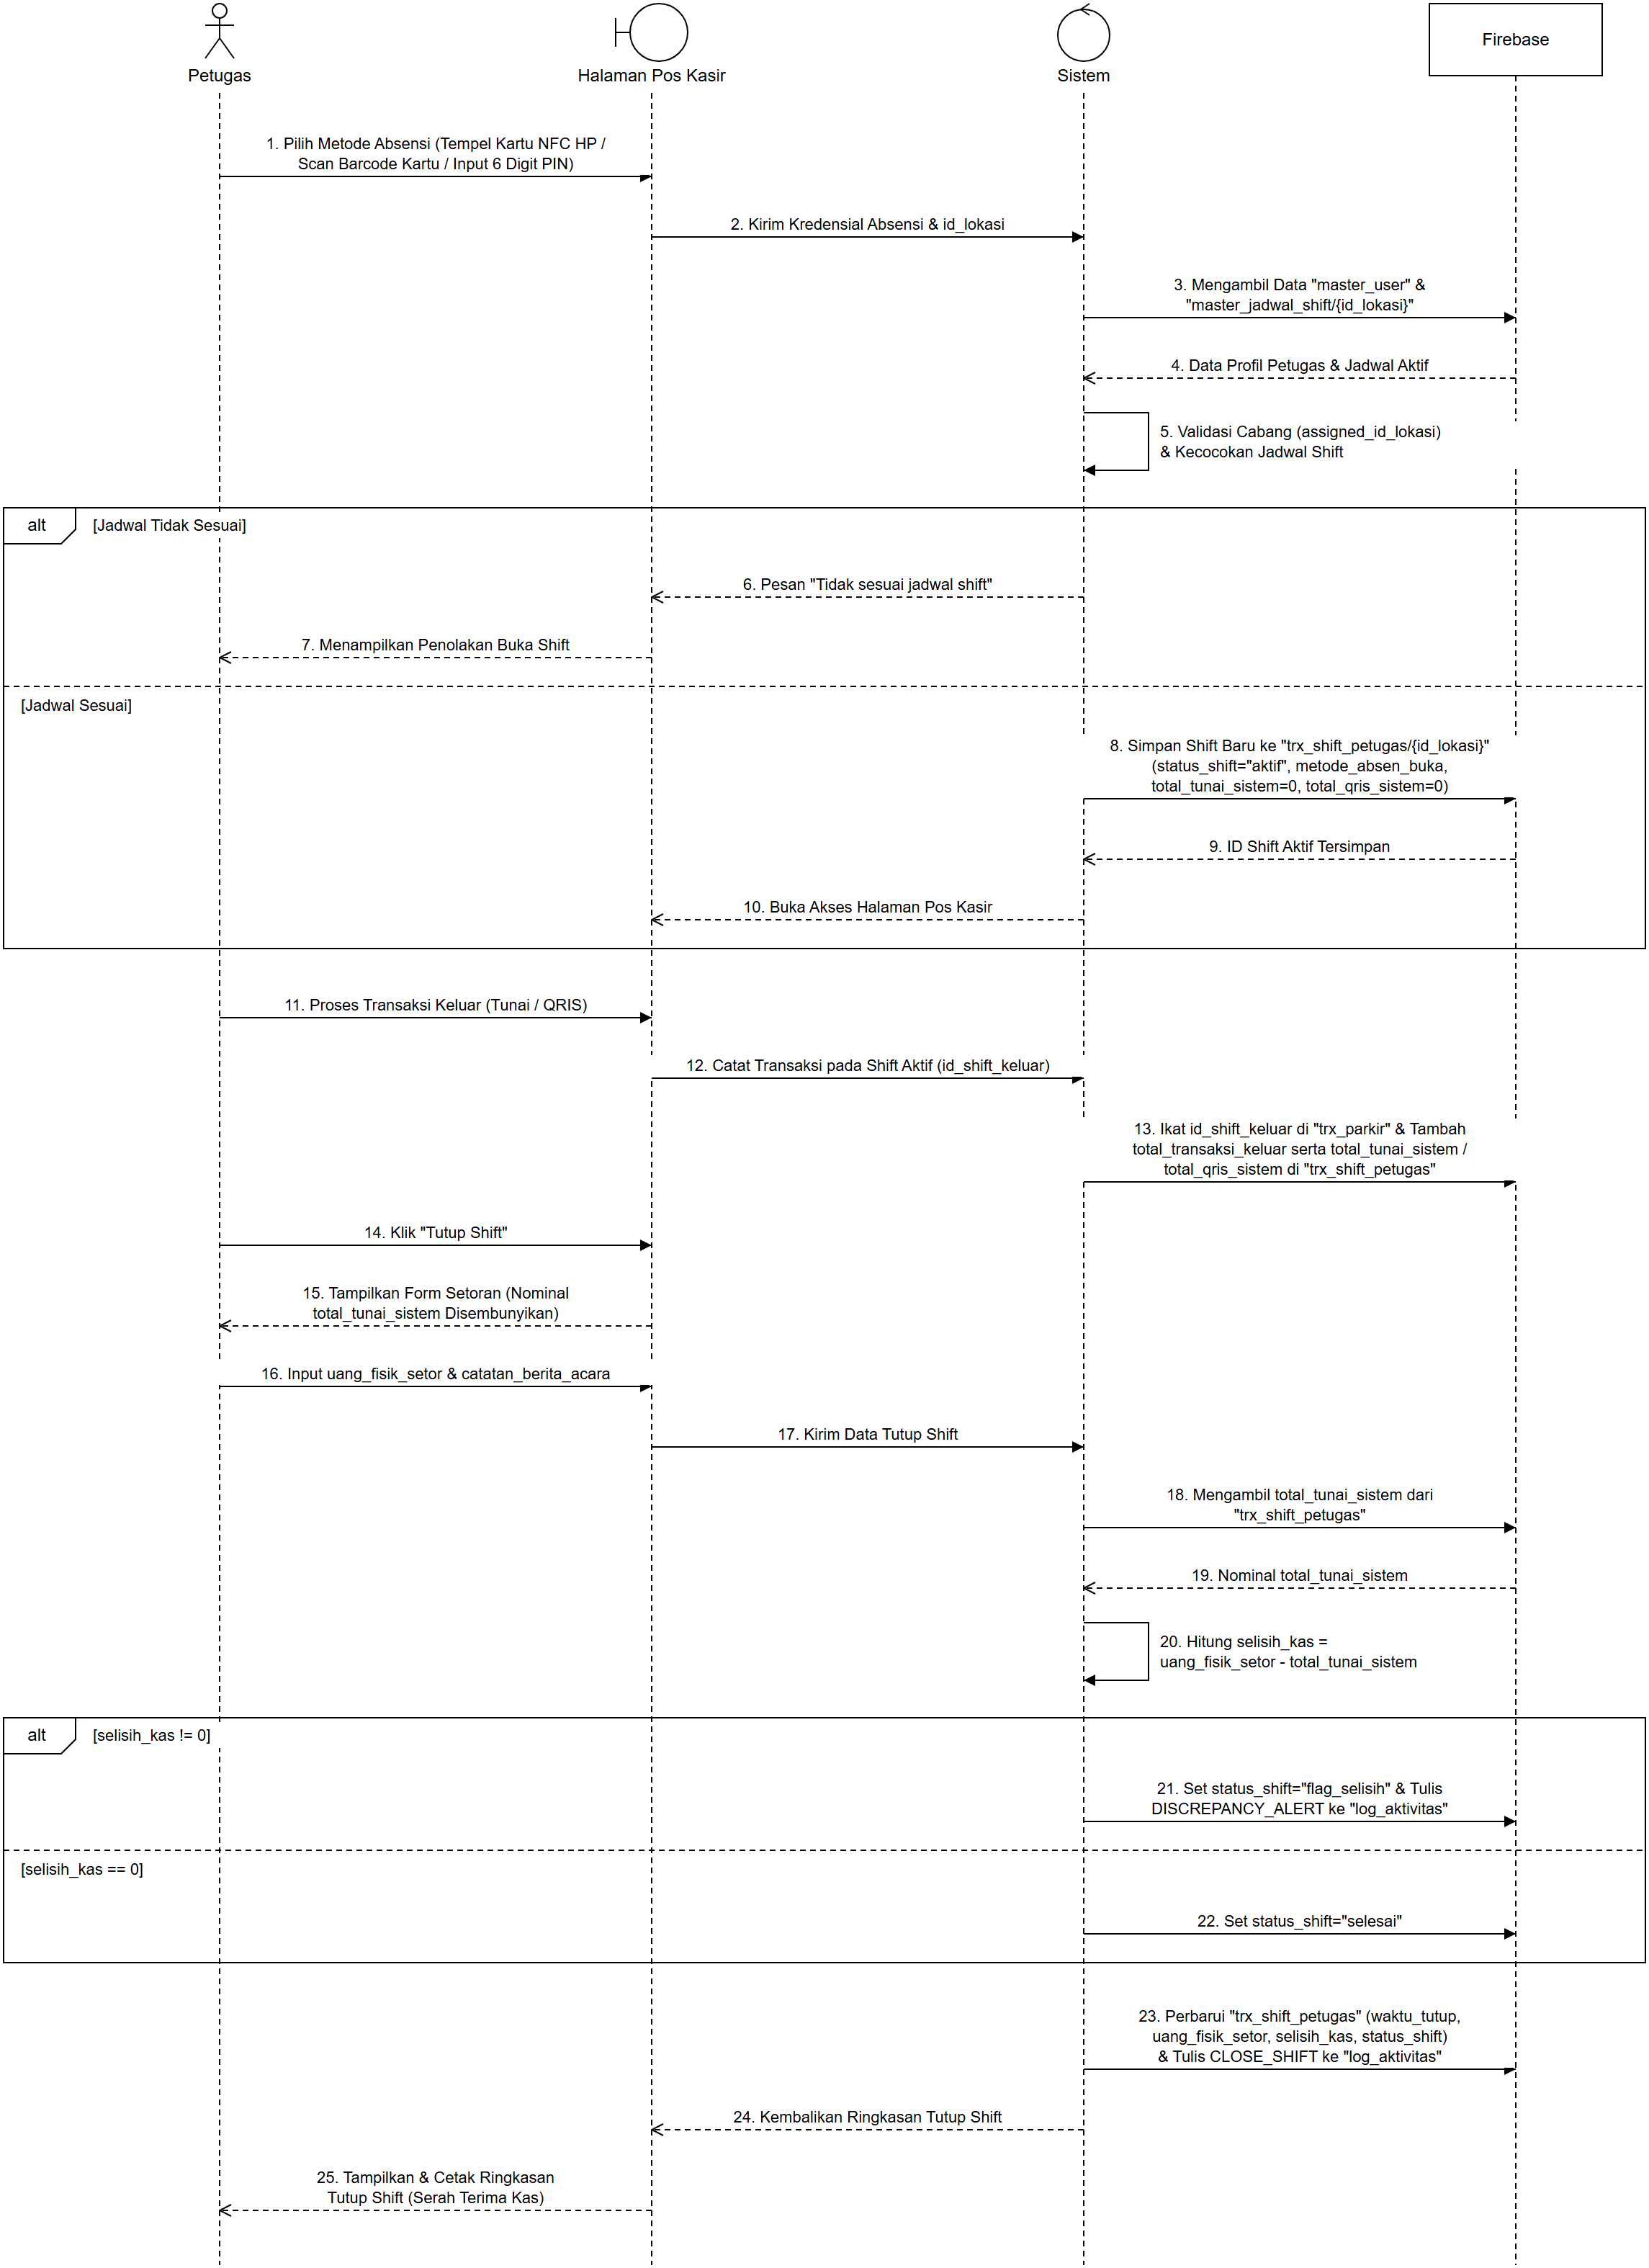 Petugas
Halaman Pos Kasir
Sistem
Firebase
1. Pilih Metode Absensi (Tempel Kartu NFC HP /
Scan Barcode Kartu / Input 6 Digit PIN)
2. Kirim Kredensial Absensi & id_lokasi
3. Mengambil Data "master_user" &
"master_jadwal_shift/{id_lokasi}"
4. Data Profil Petugas & Jadwal Aktif
5. Validasi Cabang (assigned_id_lokasi)
& Kecocokan Jadwal Shift
alt
[Jadwal Tidak Sesuai]
6. Pesan "Tidak sesuai jadwal shift"
7. Menampilkan Penolakan Buka Shift
[Jadwal Sesuai]
8. Simpan Shift Baru ke "trx_shift_petugas/{id_lokasi}"
(status_shift="aktif", metode_absen_buka,
total_tunai_sistem=0, total_qris_sistem=0)
9. ID Shift Aktif Tersimpan
10. Buka Akses Halaman Pos Kasir
11. Proses Transaksi Keluar (Tunai / QRIS)
12. Catat Transaksi pada Shift Aktif (id_shift_keluar)
13. Ikat id_shift_keluar di "trx_parkir" & Tambah
total_transaksi_keluar serta total_tunai_sistem /
total_qris_sistem di "trx_shift_petugas"
14. Klik "Tutup Shift"
15. Tampilkan Form Setoran (Nominal
total_tunai_sistem Disembunyikan)
16. Input uang_fisik_setor & catatan_berita_acara
17. Kirim Data Tutup Shift
18. Mengambil total_tunai_sistem dari
"trx_shift_petugas"
19. Nominal total_tunai_sistem
20. Hitung selisih_kas =
uang_fisik_setor - total_tunai_sistem
alt
[selisih_kas != 0]
21. Set status_shift="flag_selisih" & Tulis
DISCREPANCY_ALERT ke "log_aktivitas"
[selisih_kas == 0]
22. Set status_shift="selesai"
23. Perbarui "trx_shift_petugas" (waktu_tutup,
uang_fisik_setor, selisih_kas, status_shift)
& Tulis CLOSE_SHIFT ke "log_aktivitas"
24. Kembalikan Ringkasan Tutup Shift
25. Tampilkan & Cetak Ringkasan
Tutup Shift (Serah Terima Kas)